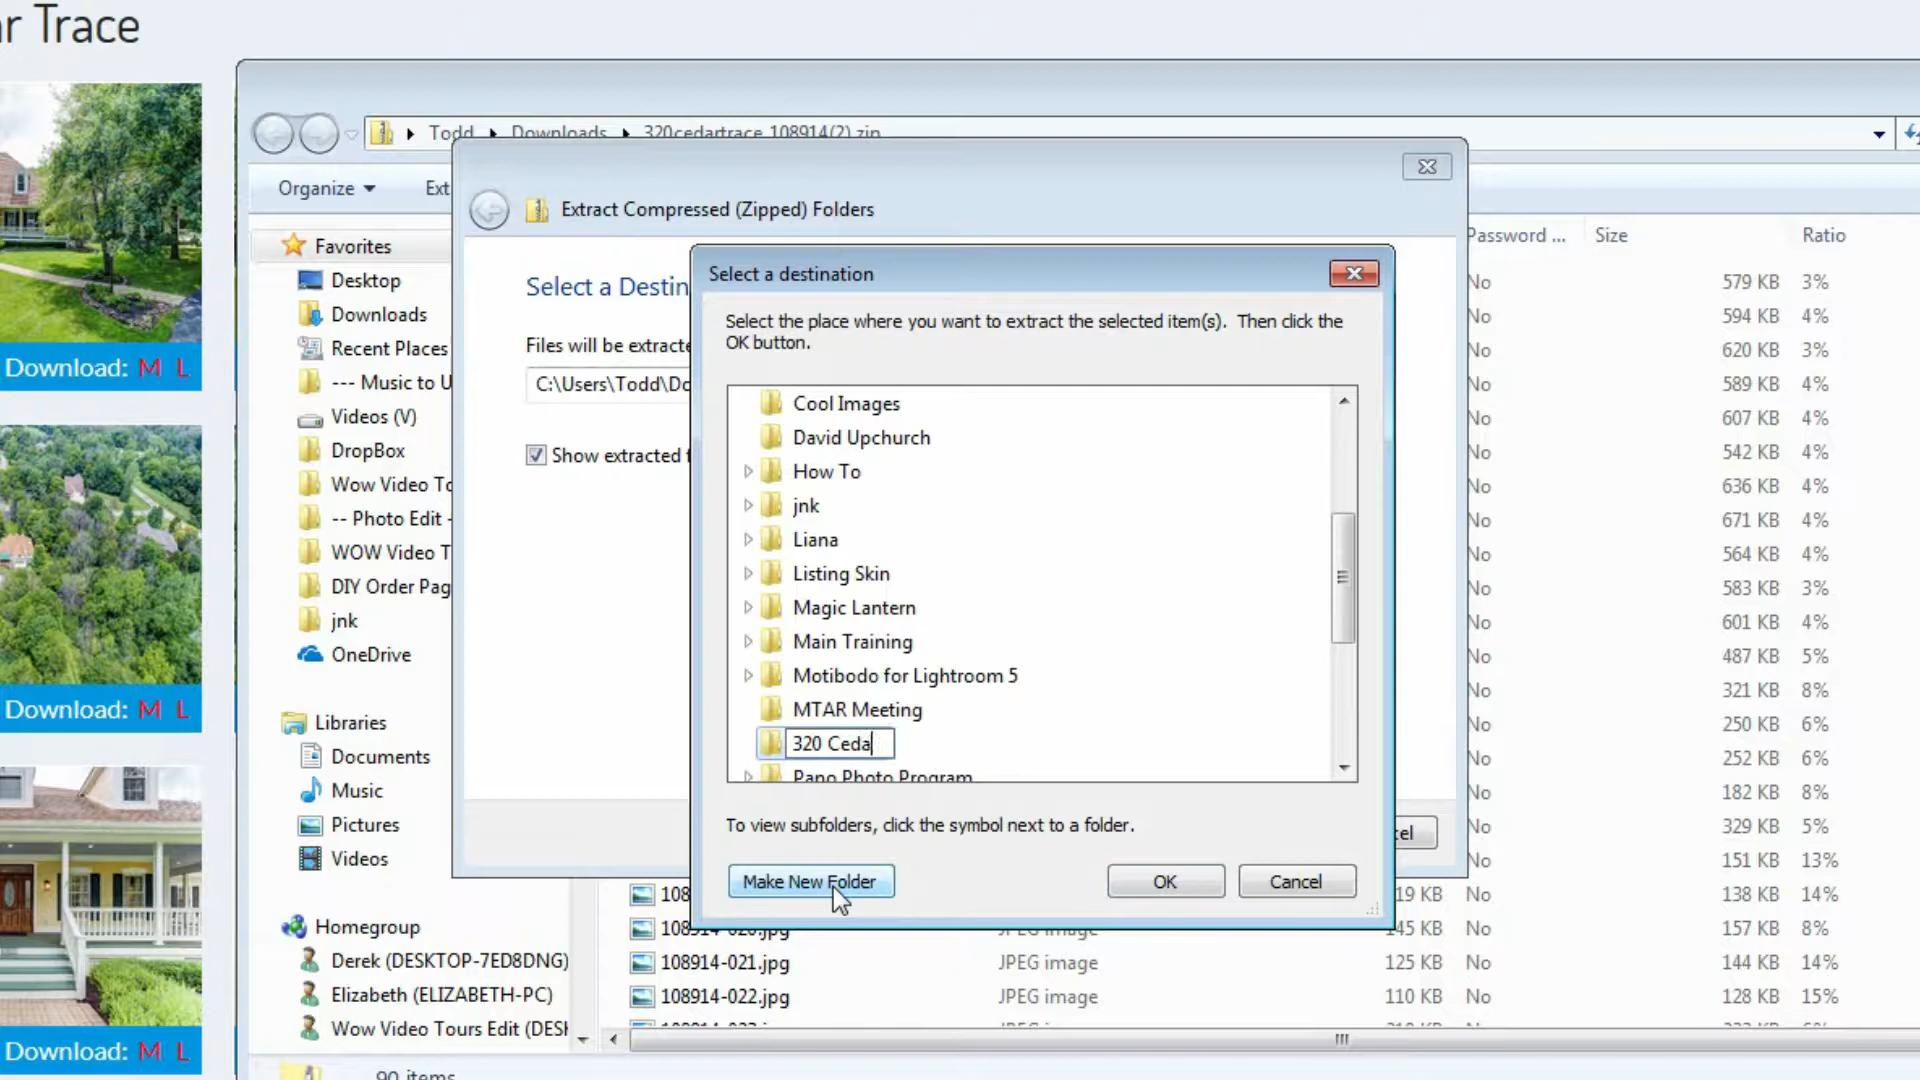 r Trace
Download: M L
Download: M L
Download: M L
Todd Downloads 320cedartrace_108914(2).zip
Organize Ext
Favorites
Desktop
Downloads
Recent Places
--- Music to U
Videos (V)
DropBox
Wow Video To
-- Photo Edit -
WOW Video T
DIY Order Pag
jnk
OneDrive
Libraries
Documents
Music
Pictures
Videos
Homegroup
Derek (DESKTOP-7ED8DNG)
Elizabeth (ELIZABETH-PC)
Wow Video Tours Edit (DESK
90 items
Extract Compressed (Zipped) Folders
Select a Destin
Files will be extracte
C:\Users\Todd\Do
Show extracted f
Select a destination
Select the place where you want to extract the selected item(s). Then click the
OK button.
Cool Images
David Upchurch
How To
jnk
Liana
Listing Skin
Magic Lantern
Main Training
Motibodo for Lightroom 5
MTAR Meeting
320 Ceda
Pano Photo Program
To view subfolders, click the symbol next to a folder.
Make New Folder OK Cancel
cel
Password ... Size Ratio
No 579 KB 3%
No 594 KB 4%
No 620 KB 3%
No 589 KB 4%
No 607 KB 4%
No 542 KB 4%
No 636 KB 4%
No 671 KB 4%
No 564 KB 4%
No 583 KB 3%
No 601 KB 4%
No 487 KB 5%
No 321 KB 8%
No 250 KB 6%
No 252 KB 6%
No 182 KB 8%
No 329 KB 5%
No 151 KB 13%
108 19 KB No 138 KB 14%
108914-020.jpg JPEG image 145 KB No 157 KB 8%
108914-021.jpg JPEG image 125 KB No 144 KB 14%
108914-022.jpg JPEG image 110 KB No 128 KB 15%